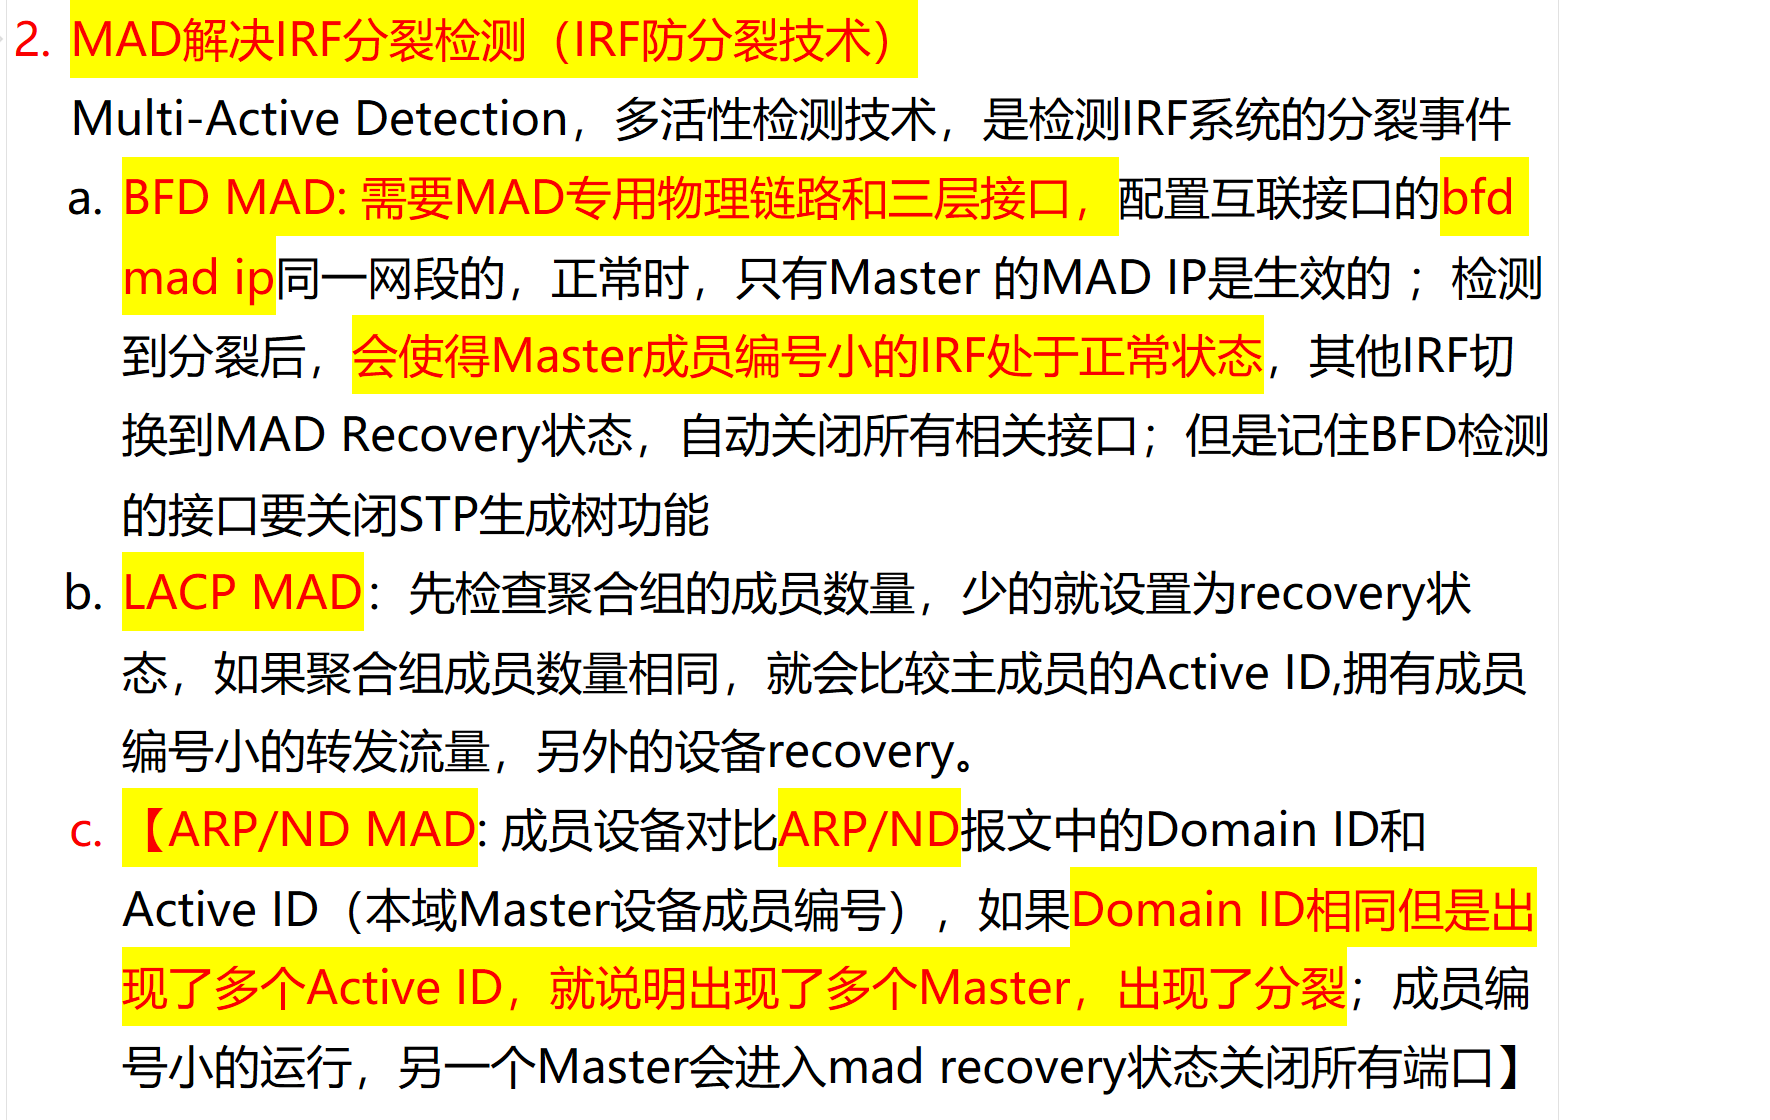 2. MAD解决IRF分裂检测（IRF防分裂技术）
Multi-Active Detection，多活性检测技术，是检测IRF系统的分裂事件
a. BFD MAD: 需要MAD专用物理链路和三层接口，配置互联接口的bfd
mad ip同一网段的，正常时，只有Master 的MAD IP是生效的 ；检测
到分裂后，会使得Master成员编号小的IRF处于正常状态，其他IRF切
换到MAD Recovery状态，自动关闭所有相关接口；但是记住BFD检测
的接口要关闭STP生成树功能
b. LACP MAD：先检查聚合组的成员数量，少的就设置为recovery状
态，如果聚合组成员数量相同，就会比较主成员的Active ID,拥有成员
编号小的转发流量，另外的设备recovery。
c. 【ARP/ND MAD: 成员设备对比ARP/ND报文中的Domain ID和
Active ID（本域Master设备成员编号），如果Domain ID相同但是出
现了多个Active ID，就说明出现了多个Master，出现了分裂；成员编
号小的运行，另一个Master会进入mad recovery状态关闭所有端口】